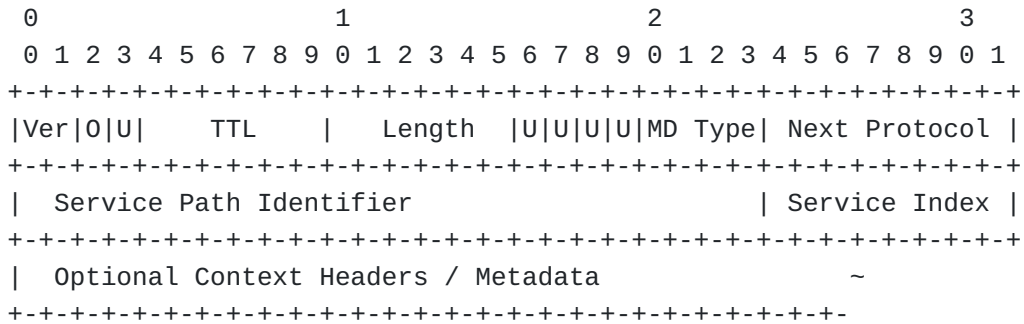 0                   1                   2                   3
 0 1 2 3 4 5 6 7 8 9 0 1 2 3 4 5 6 7 8 9 0 1 2 3 4 5 6 7 8 9 0 1
+-+-+-+-+-+-+-+-+-+-+-+-+-+-+-+-+-+-+-+-+-+-+-+-+-+-+-+-+-+-+-+-+
|Ver|O|U|    TTL    |   Length  |U|U|U|U|MD Type| Next Protocol |
+-+-+-+-+-+-+-+-+-+-+-+-+-+-+-+-+-+-+-+-+-+-+-+-+-+-+-+-+-+-+-+-+
|  Service Path Identifier                      | Service Index |
+-+-+-+-+-+-+-+-+-+-+-+-+-+-+-+-+-+-+-+-+-+-+-+-+-+-+-+-+-+-+-+-+
|  Optional Context Headers / Metadata                ~
+-+-+-+-+-+-+-+-+-+-+-+-+-+-+-+-+-+-+-+-+-+-+-+-+-+-+-